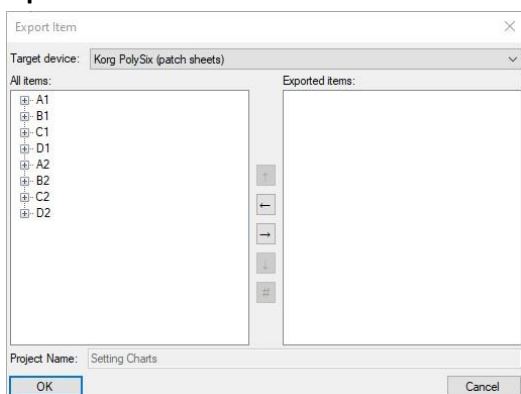 Export Item
Target device: Korg PolySix (patch sheets)
All items:
Exported items:
A1
B1
C1
D1
A2
B2
C2
D2
↑
←
→
↓
#
Project Name: Setting Charts
OK
Cancel